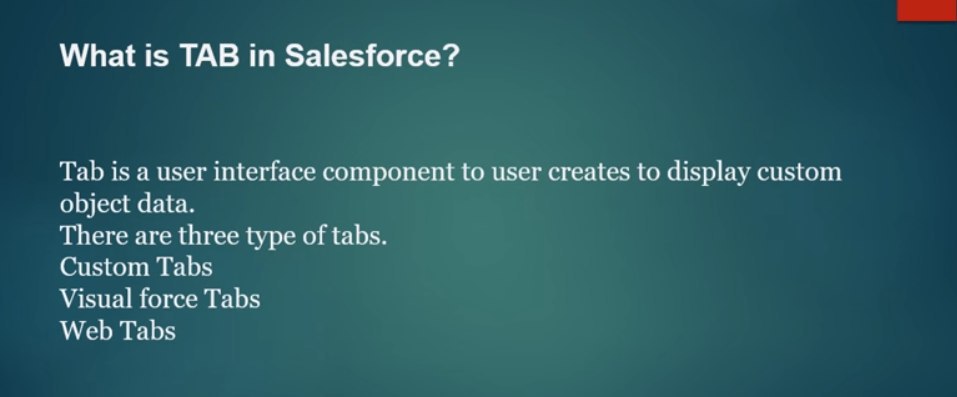 What is TAB in Salesforce?
Tab is a user interface component to user creates to display custom
object data.
There are three type of tabs.
Custom Tabs
Visual force Tabs
Web Tabs